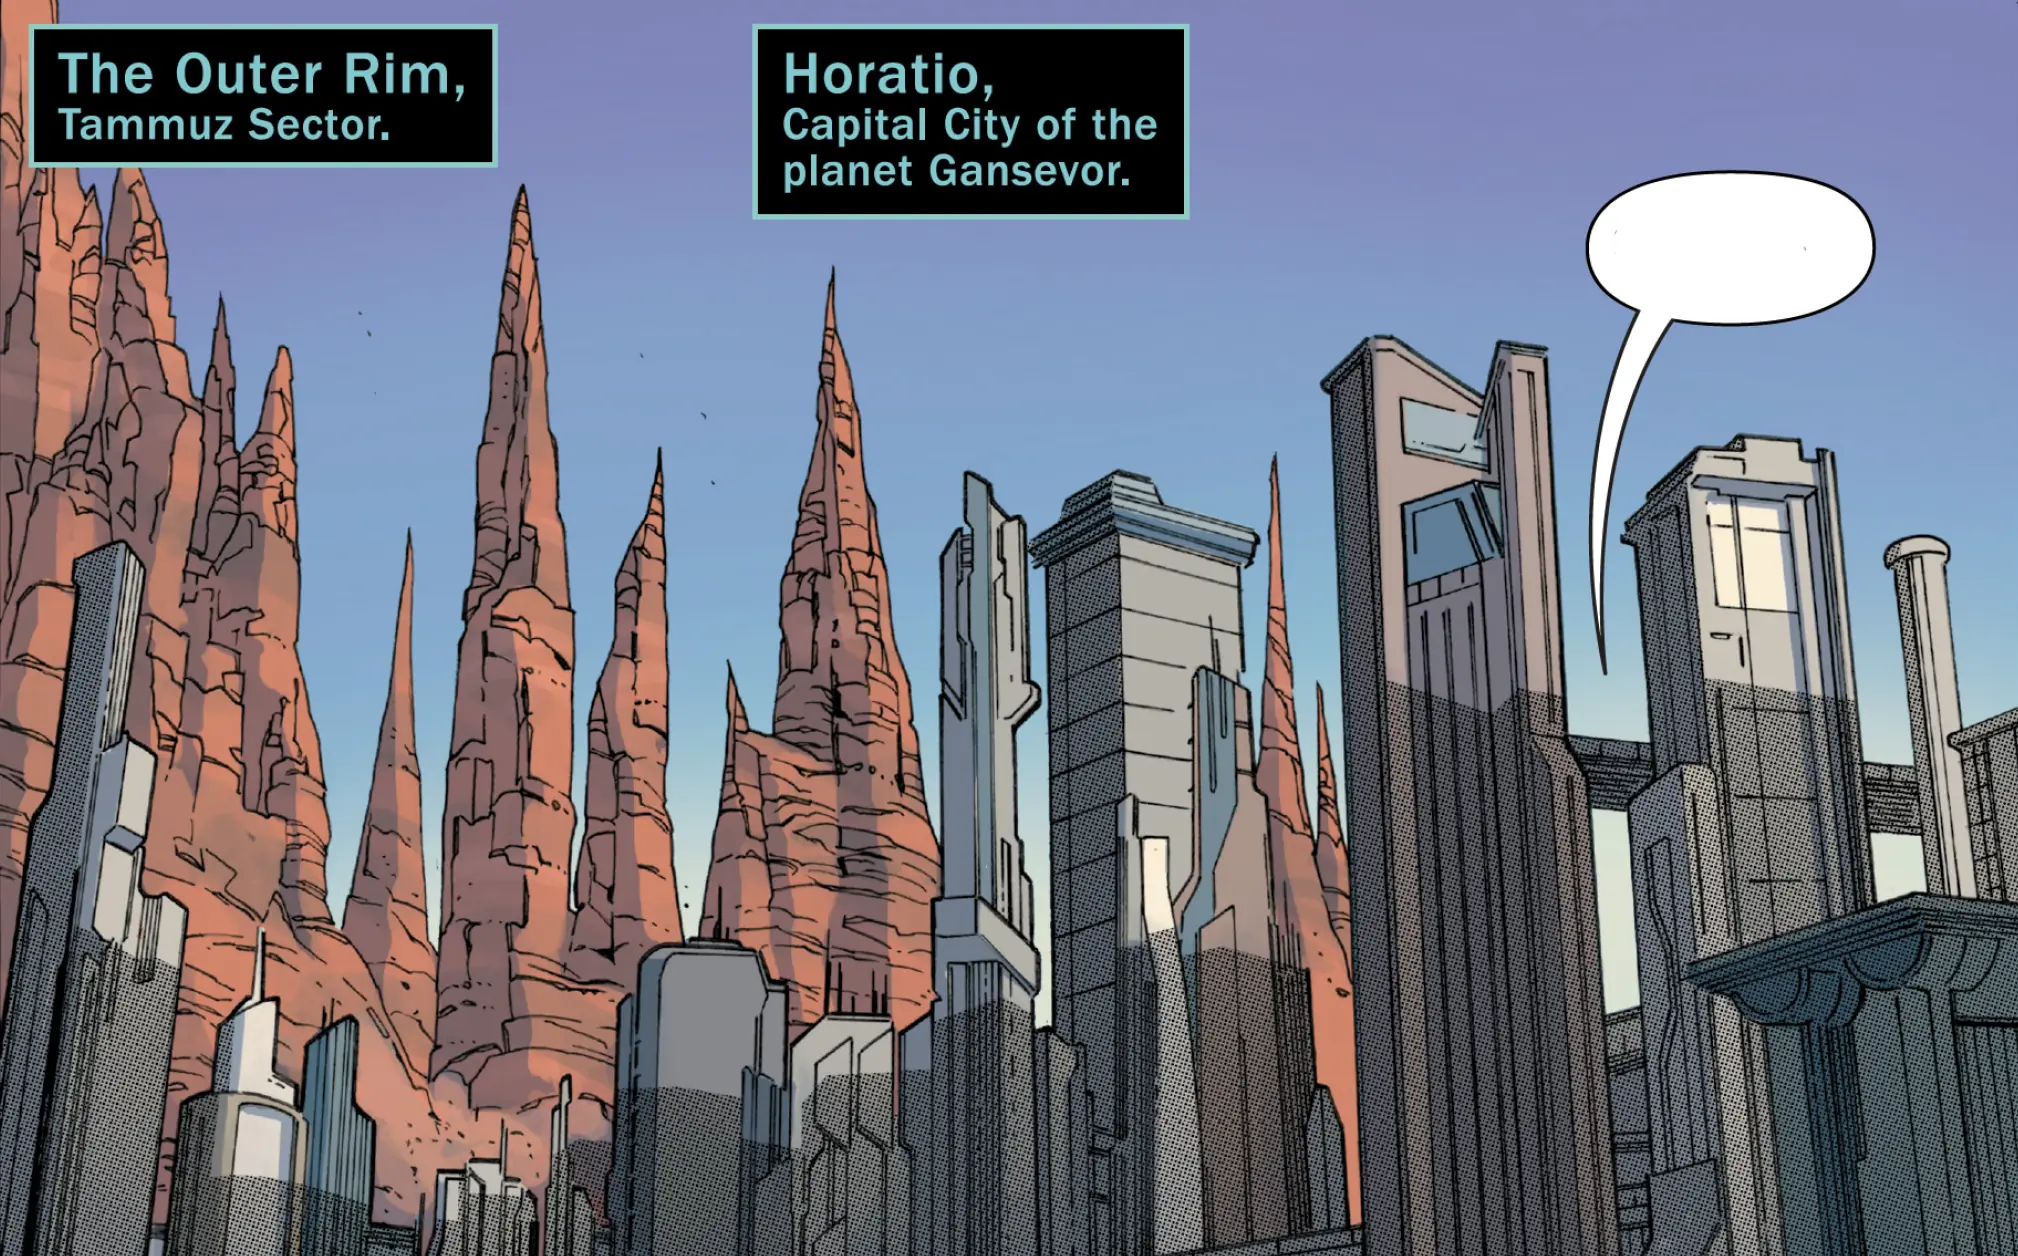 The Outer Rim,
Tammuz Sector.
Horatio,
Capital City of the
planet Gansevor.